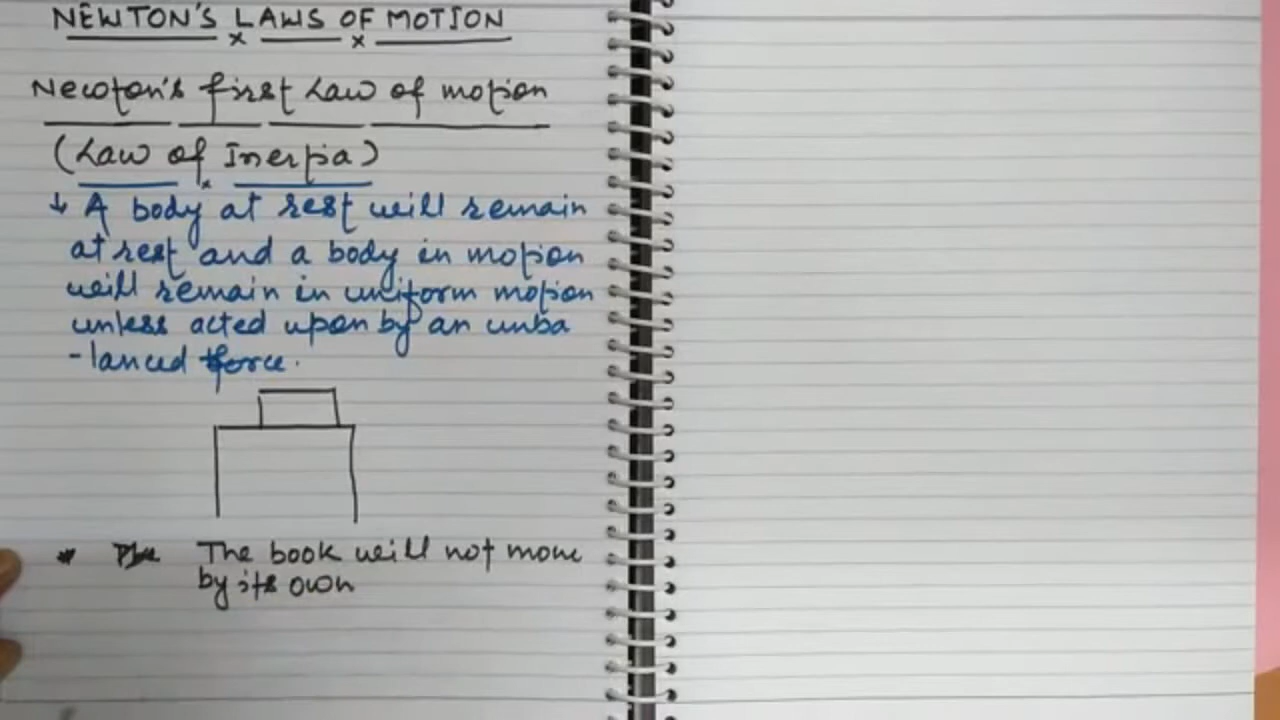 NEWTON'S LAWS OF MOTION
Newton's first Law of motion
(Law of Inertia)
↓ A body at rest will remain
at rest and a body in motion
will remain in uniform motion
unless acted upon by an unba
-lanced force.
* The book will not move
by its own